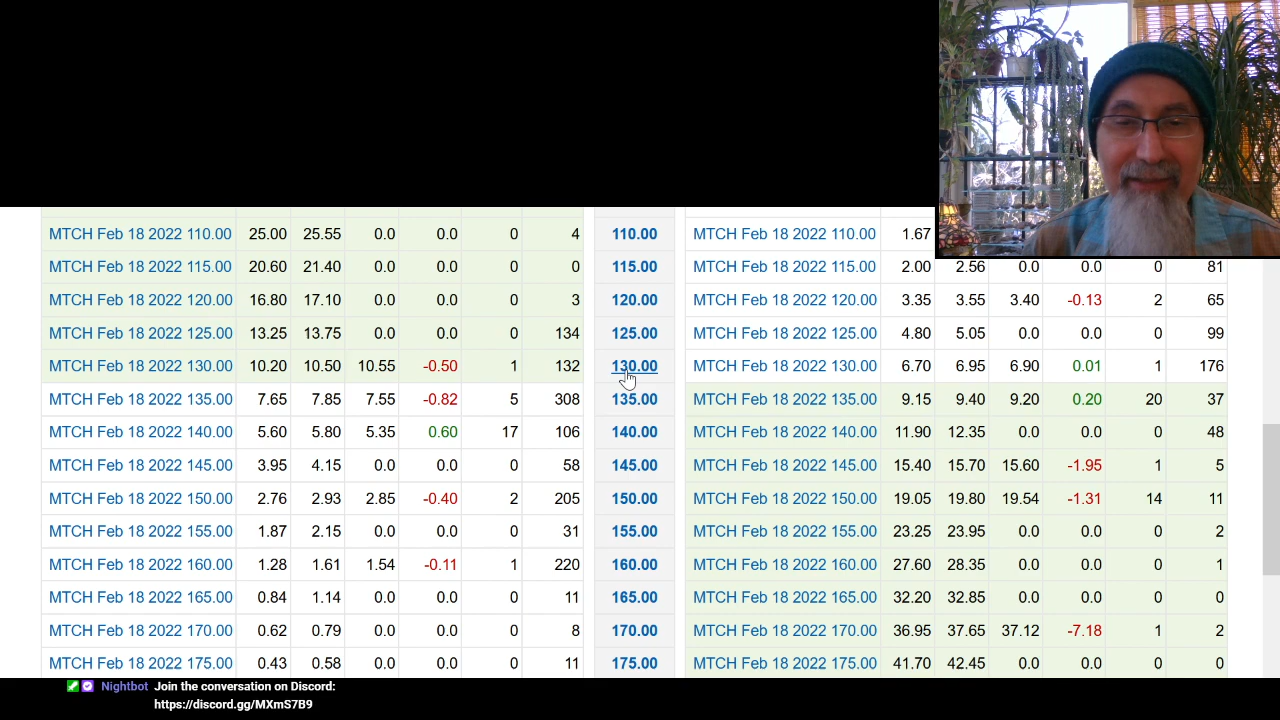 MTCH Feb 18 2022 110.00 25.00 25.55 0.0 0.0 0 4 110.00 MTCH Feb 18 2022 110.00 1.67
MTCH Feb 18 2022 115.00 20.60 21.40 0.0 0.0 0 0 115.00 MTCH Feb 18 2022 115.00 2.00 2.56 0.0 0.0 0 81
MTCH Feb 18 2022 120.00 16.80 17.10 0.0 0.0 0 3 120.00 MTCH Feb 18 2022 120.00 3.35 3.55 3.40 -0.13 2 65
MTCH Feb 18 2022 125.00 13.25 13.75 0.0 0.0 0 134 125.00 MTCH Feb 18 2022 125.00 4.80 5.05 0.0 0.0 0 99
MTCH Feb 18 2022 130.00 10.20 10.50 10.55 -0.50 1 132 130.00 MTCH Feb 18 2022 130.00 6.70 6.95 6.90 0.01 1 176
MTCH Feb 18 2022 135.00 7.65 7.85 7.55 -0.82 5 308 135.00 MTCH Feb 18 2022 135.00 9.15 9.40 9.20 0.20 20 37
MTCH Feb 18 2022 140.00 5.60 5.80 5.35 0.60 17 106 140.00 MTCH Feb 18 2022 140.00 11.90 12.35 0.0 0.0 0 48
MTCH Feb 18 2022 145.00 3.95 4.15 0.0 0.0 0 58 145.00 MTCH Feb 18 2022 145.00 15.40 15.70 15.60 -1.95 1 5
MTCH Feb 18 2022 150.00 2.76 2.93 2.85 -0.40 2 205 150.00 MTCH Feb 18 2022 150.00 19.05 19.80 19.54 -1.31 14 11
MTCH Feb 18 2022 155.00 1.87 2.15 0.0 0.0 0 31 155.00 MTCH Feb 18 2022 155.00 23.25 23.95 0.0 0.0 0 2
MTCH Feb 18 2022 160.00 1.28 1.61 1.54 -0.11 1 220 160.00 MTCH Feb 18 2022 160.00 27.60 28.35 0.0 0.0 0 1
MTCH Feb 18 2022 165.00 0.84 1.14 0.0 0.0 0 11 165.00 MTCH Feb 18 2022 165.00 32.20 32.85 0.0 0.0 0 0
MTCH Feb 18 2022 170.00 0.62 0.79 0.0 0.0 0 8 170.00 MTCH Feb 18 2022 170.00 36.95 37.65 37.12 -7.18 1 2
MTCH Feb 18 2022 175.00 0.43 0.58 0.0 0.0 0 11 175.00 MTCH Feb 18 2022 175.00 41.70 42.45 0.0 0.0 0 0
Nightbot Join the conversation on Discord:
https://discord.gg/MXmS7B9